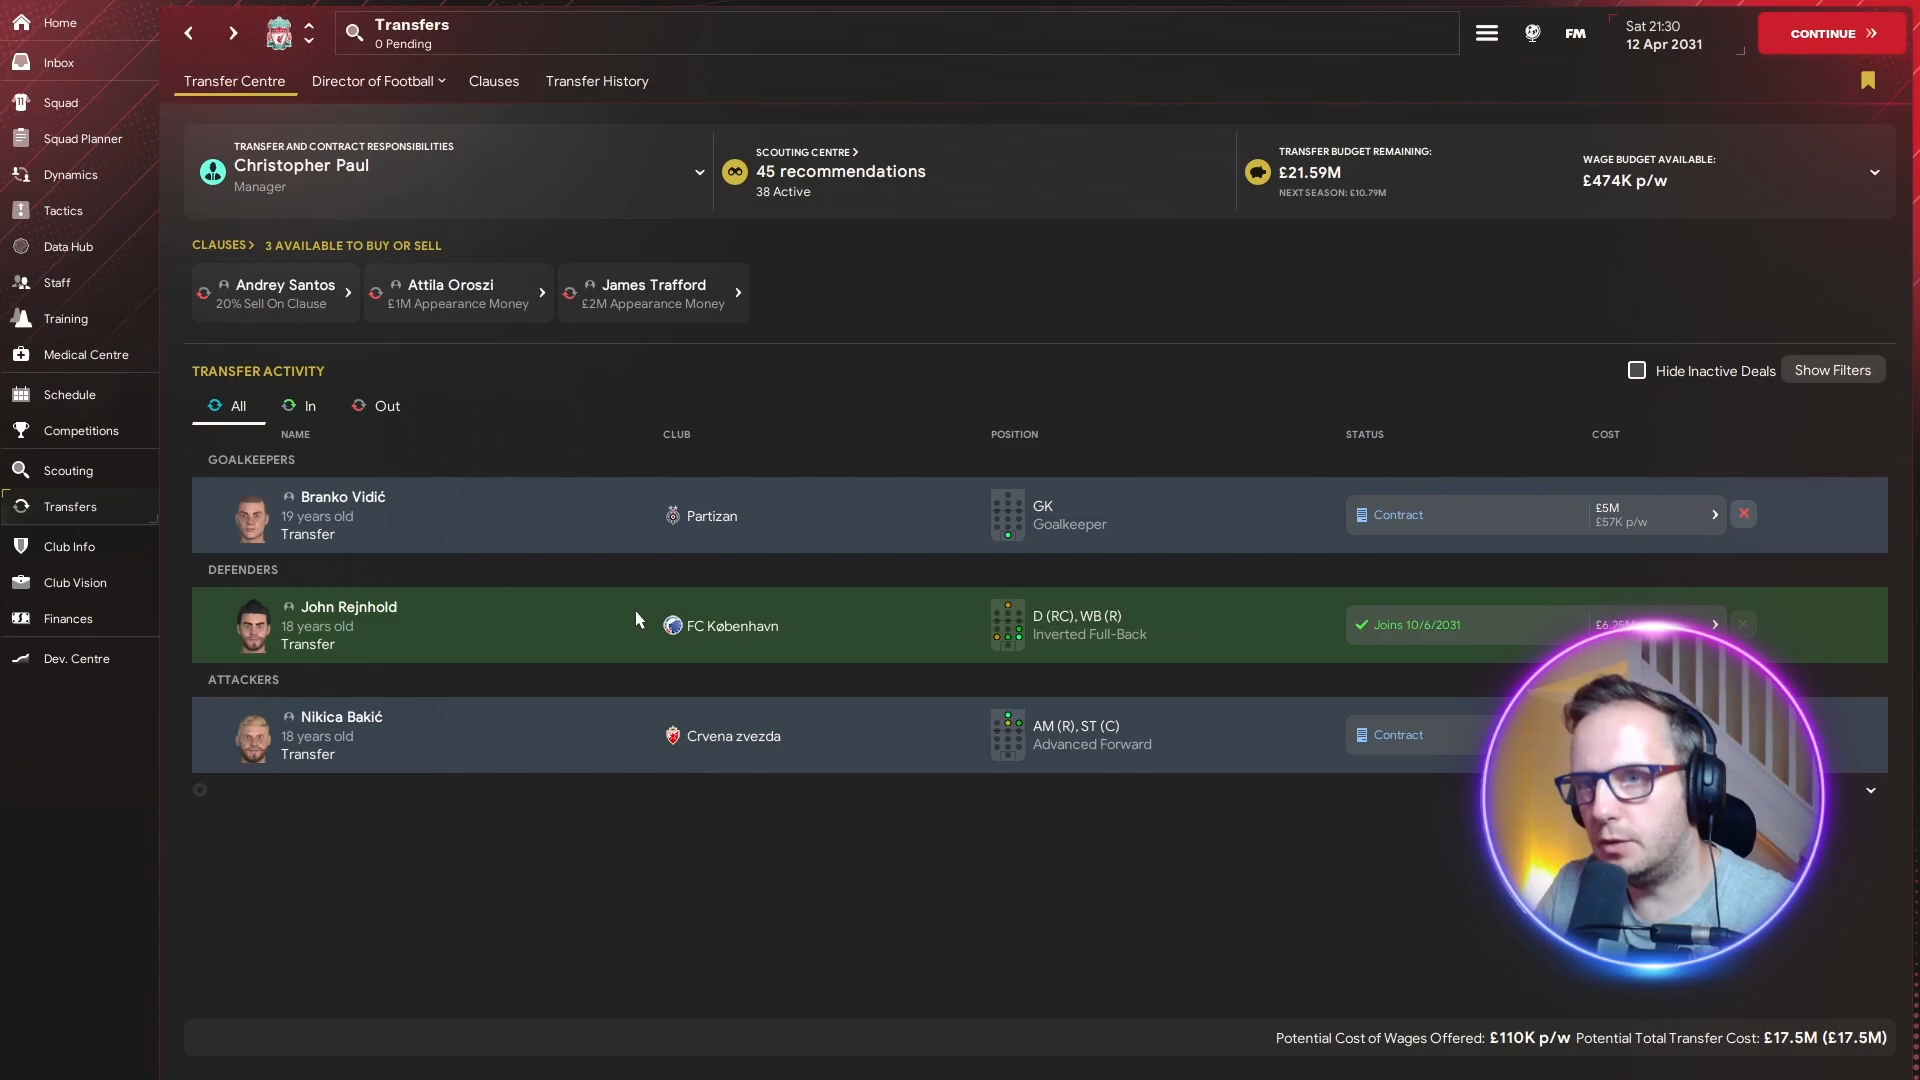 Home
Inbox
Squad
Squad Planner
Dynamics
Tactics
Data Hub
Staff
Training
Medical Centre
Schedule
Competitions
Scouting
Transfers
Club Info
Club Vision
Finances
Dev. Centre
Transfers
0 Pending
FM
Sat 21:30
12 Apr 2031
CONTINUE
Transfer Centre
Director of Football
Clauses
Transfer History
TRANSFER AND CONTRACT RESPONSIBILITIES
Christopher Paul
Manager
SCOUTING CENTRE >
45 recommendations
38 Active
TRANSFER BUDGET REMAINING:
£21.59M
NEXT SEASON: £10.79M
WAGE BUDGET AVAILABLE:
£474K p/w
CLAUSES > 3 AVAILABLE TO BUY OR SELL
Andrey Santos
20% Sell On Clause
Attila Oroszi
£1M Appearance Money
James Trafford
£2M Appearance Money
TRANSFER ACTIVITY
Hide Inactive Deals
Show Filters
All
In
Out
NAME CLUB POSITION STATUS COST
GOALKEEPERS
Branko Vidić
19 years old
Transfer
Partizan
GK
Goalkeeper
Contract
£5M
£57K p/w
DEFENDERS
John Rejnhold
18 years old
Transfer
FC København
D (RC), WB (R)
Inverted Full-Back
Joins 10/6/2031
ATTACKERS
Nikica Bakić
18 years old
Transfer
Crvena zvezda
AM (R), ST (C)
Advanced Forward
Contract
Potential Cost of Wages Offered: £110K p/w Potential Total Transfer Cost: £17.5M (£17.5M)